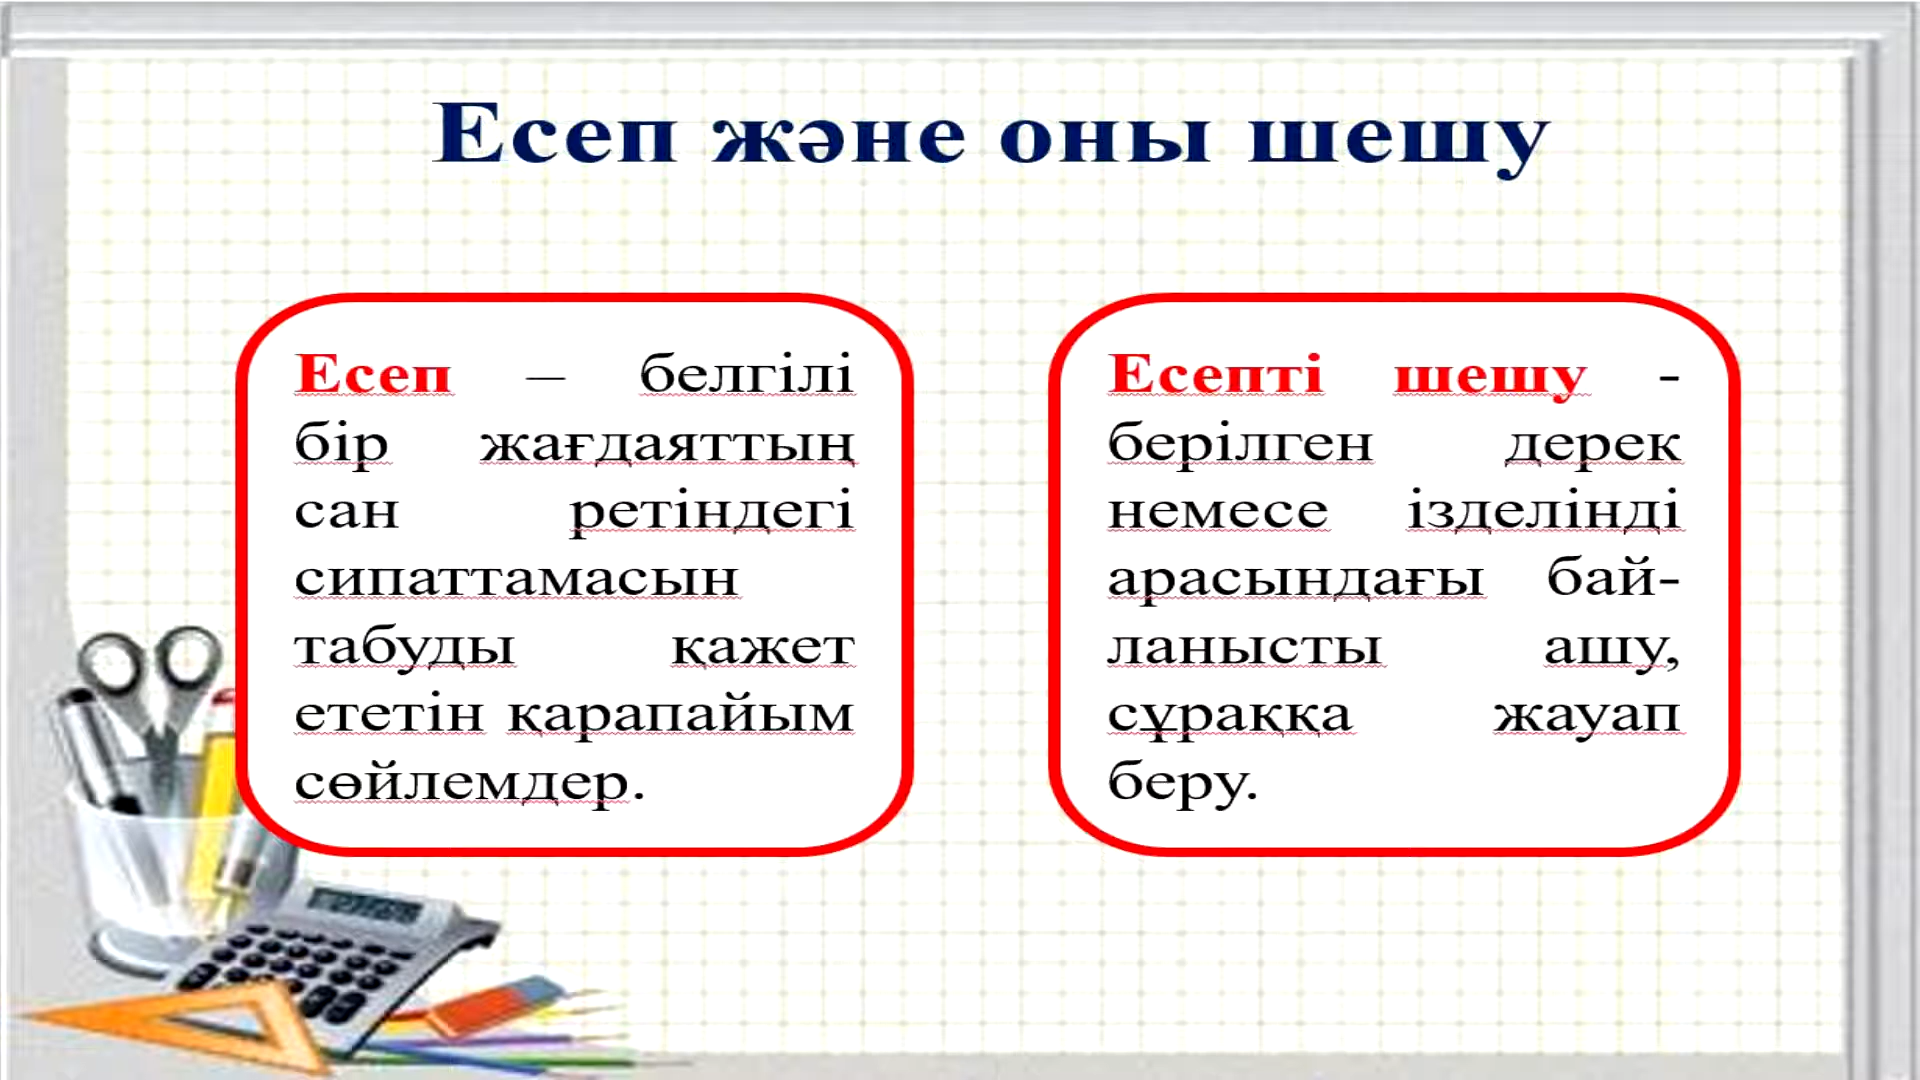 Есеп және оны шешу
Есеп – белгілі
бір жағдаяттың
сан ретіндегі
сипаттамасын
табуды қажет
ететін қарапайым
сөйлемдер.
Есепті шешу -
берілген дерек
немесе ізделінді
арасындағы бай-
ланысты ашу,
сұраққа жауап
беру.